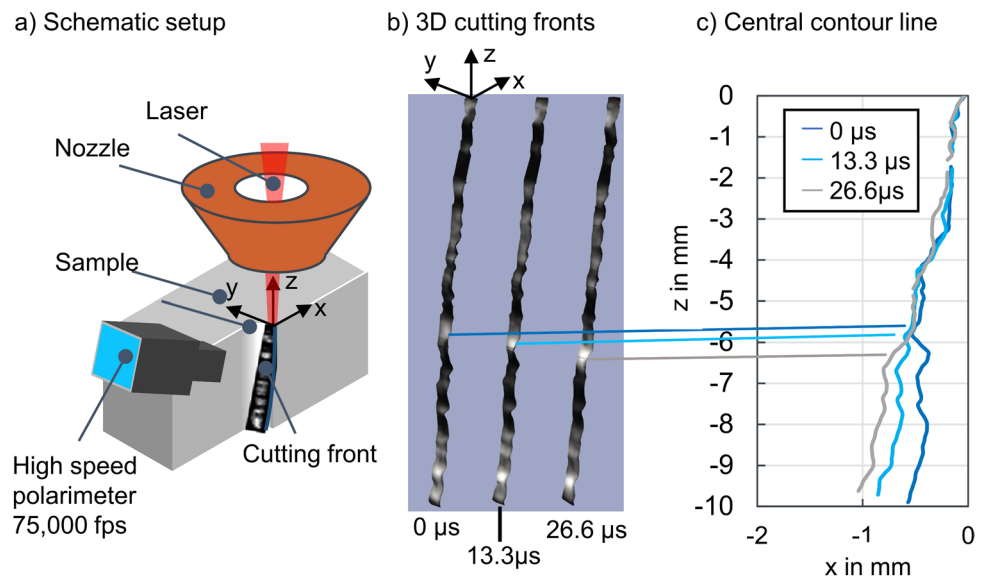 a) Schematic setup
Laser
Nozzle
Sample
y
z
x
High speed
polarimeter
75,000 fps
Cutting front
b) 3D cutting fronts
z
y
x
0 µs
13.3µs
26.6 µs
c) Central contour line
0 µs
13.3 µs
26.6µs
z in mm
0
-1
-2
-3
-4
-5
-6
-7
-8
-9
-10
-2
-1
0
x in mm